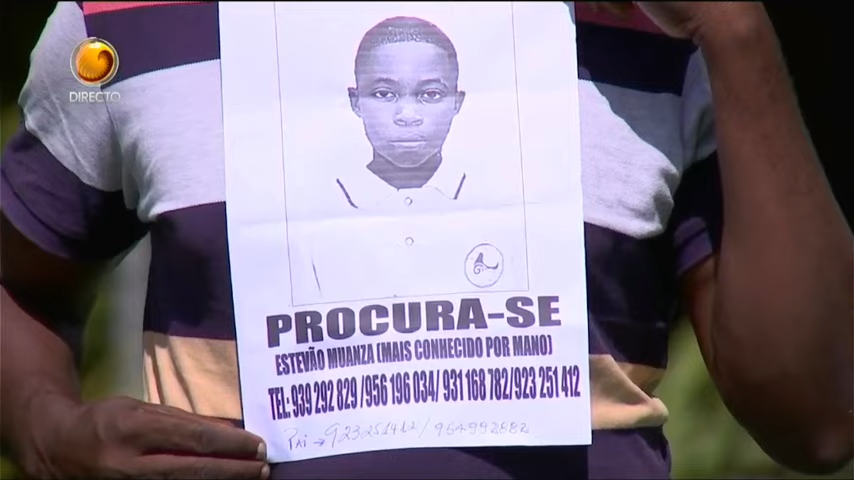 DIRECTO
PROCURA-SE
ESTEVÃO MUANZA (MAIS CONHECIDO POR MANO)
TEL: 939 292 829 /956 196 034/ 931 168 782/923 251 412
PAI → 923251412 / 954992882